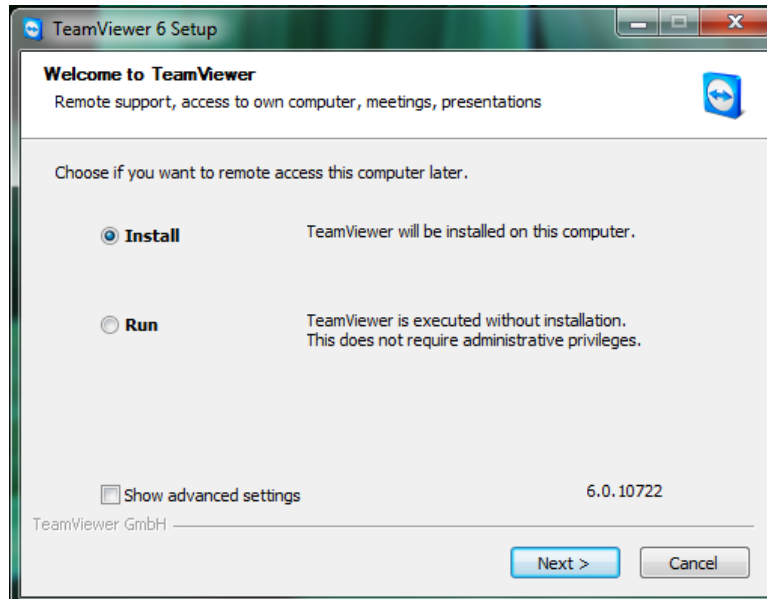 TeamViewer 6 Setup
Welcome to TeamViewer
Remote support, access to own computer, meetings, presentations
Choose if you want to remote access this computer later.
Install
TeamViewer will be installed on this computer.
Run
TeamViewer is executed without installation.
This does not require administrative privileges.
Show advanced settings
6.0.10722
TeamViewer GmbH
Next >
Cancel